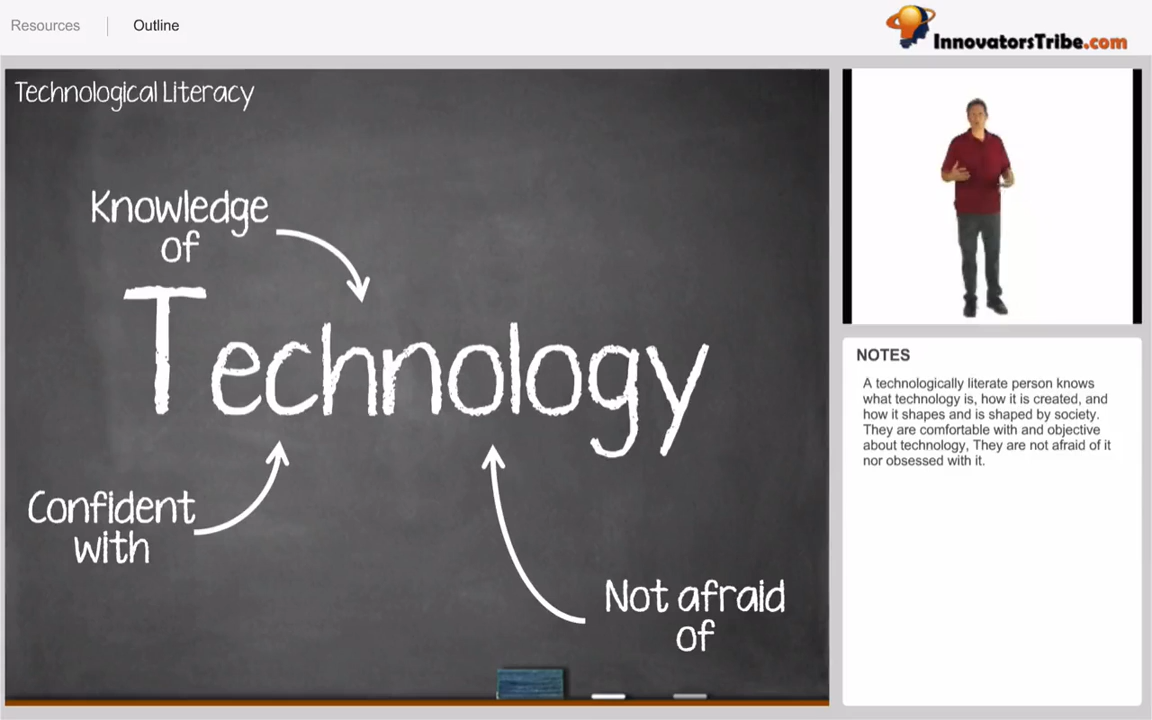 Resources
Outline
InnovatorsTribe.com
Technological Literacy
Knowledge
of
Technology
Confident
with
Not afraid
of
NOTES
A technologically literate person knows
what technology is, how it is created, and
how it shapes and is shaped by society.
They are comfortable with and objective
about technology, They are not afraid of it
nor obsessed with it.